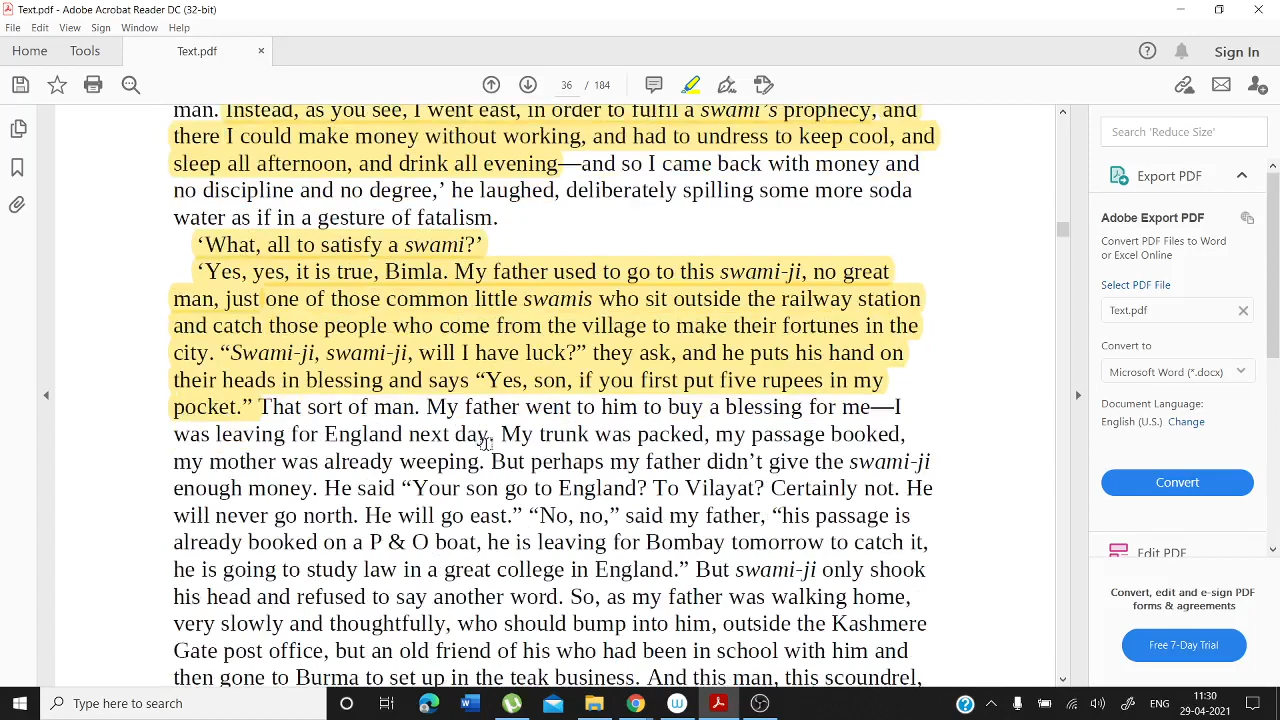 Text.pdf - Adobe Acrobat Reader DC (32-bit)
File Edit View Sign Window Help
Home Tools Text.pdf × Sign In
36 / 184
man. Instead, as you see, I went east, in order to fulfil a swami’s prophecy, and
there I could make money without working, and had to undress to keep cool, and
sleep all afternoon, and drink all evening—and so I came back with money and
no discipline and no degree,’ he laughed, deliberately spilling some more soda
water as if in a gesture of fatalism.
‘What, all to satisfy a swami?’
‘Yes, yes, it is true, Bimla. My father used to go to this swami-ji, no great
man, just one of those common little swamis who sit outside the railway station
and catch those people who come from the village to make their fortunes in the
city. “Swami-ji, swami-ji, will I have luck?” they ask, and he puts his hand on
their heads in blessing and says “Yes, son, if you first put five rupees in my
pocket.” That sort of man. My father went to him to buy a blessing for me—I
was leaving for England next day. My trunk was packed, my passage booked,
my mother was already weeping. But perhaps my father didn’t give the swami-ji
enough money. He said “Your son go to England? To Vilayat? Certainly not. He
will never go north. He will go east.” “No, no,” said my father, “his passage is
already booked on a P & O boat, he is leaving for Bombay tomorrow to catch it,
he is going to study law in a great college in England.” But swami-ji only shook
his head and refused to say another word. So, as my father was walking home,
very slowly and thoughtfully, who should bump into him, outside the Kashmere
Gate post office, but an old friend of his who had been in school with him and
then gone to Burma to set up in the teak business. And this man, this scoundrel,
Search 'Reduce Size'
Export PDF
Adobe Export PDF
Convert PDF Files to Word
or Excel Online
Select PDF File
Text.pdf
Convert to
Microsoft Word (*.docx)
Document Language:
English (U.S.) Change
Convert
Edit PDF
Convert, edit and e-sign PDF
forms & agreements
Free 7-Day Trial
Type here to search
ENG
11:30
29-04-2021